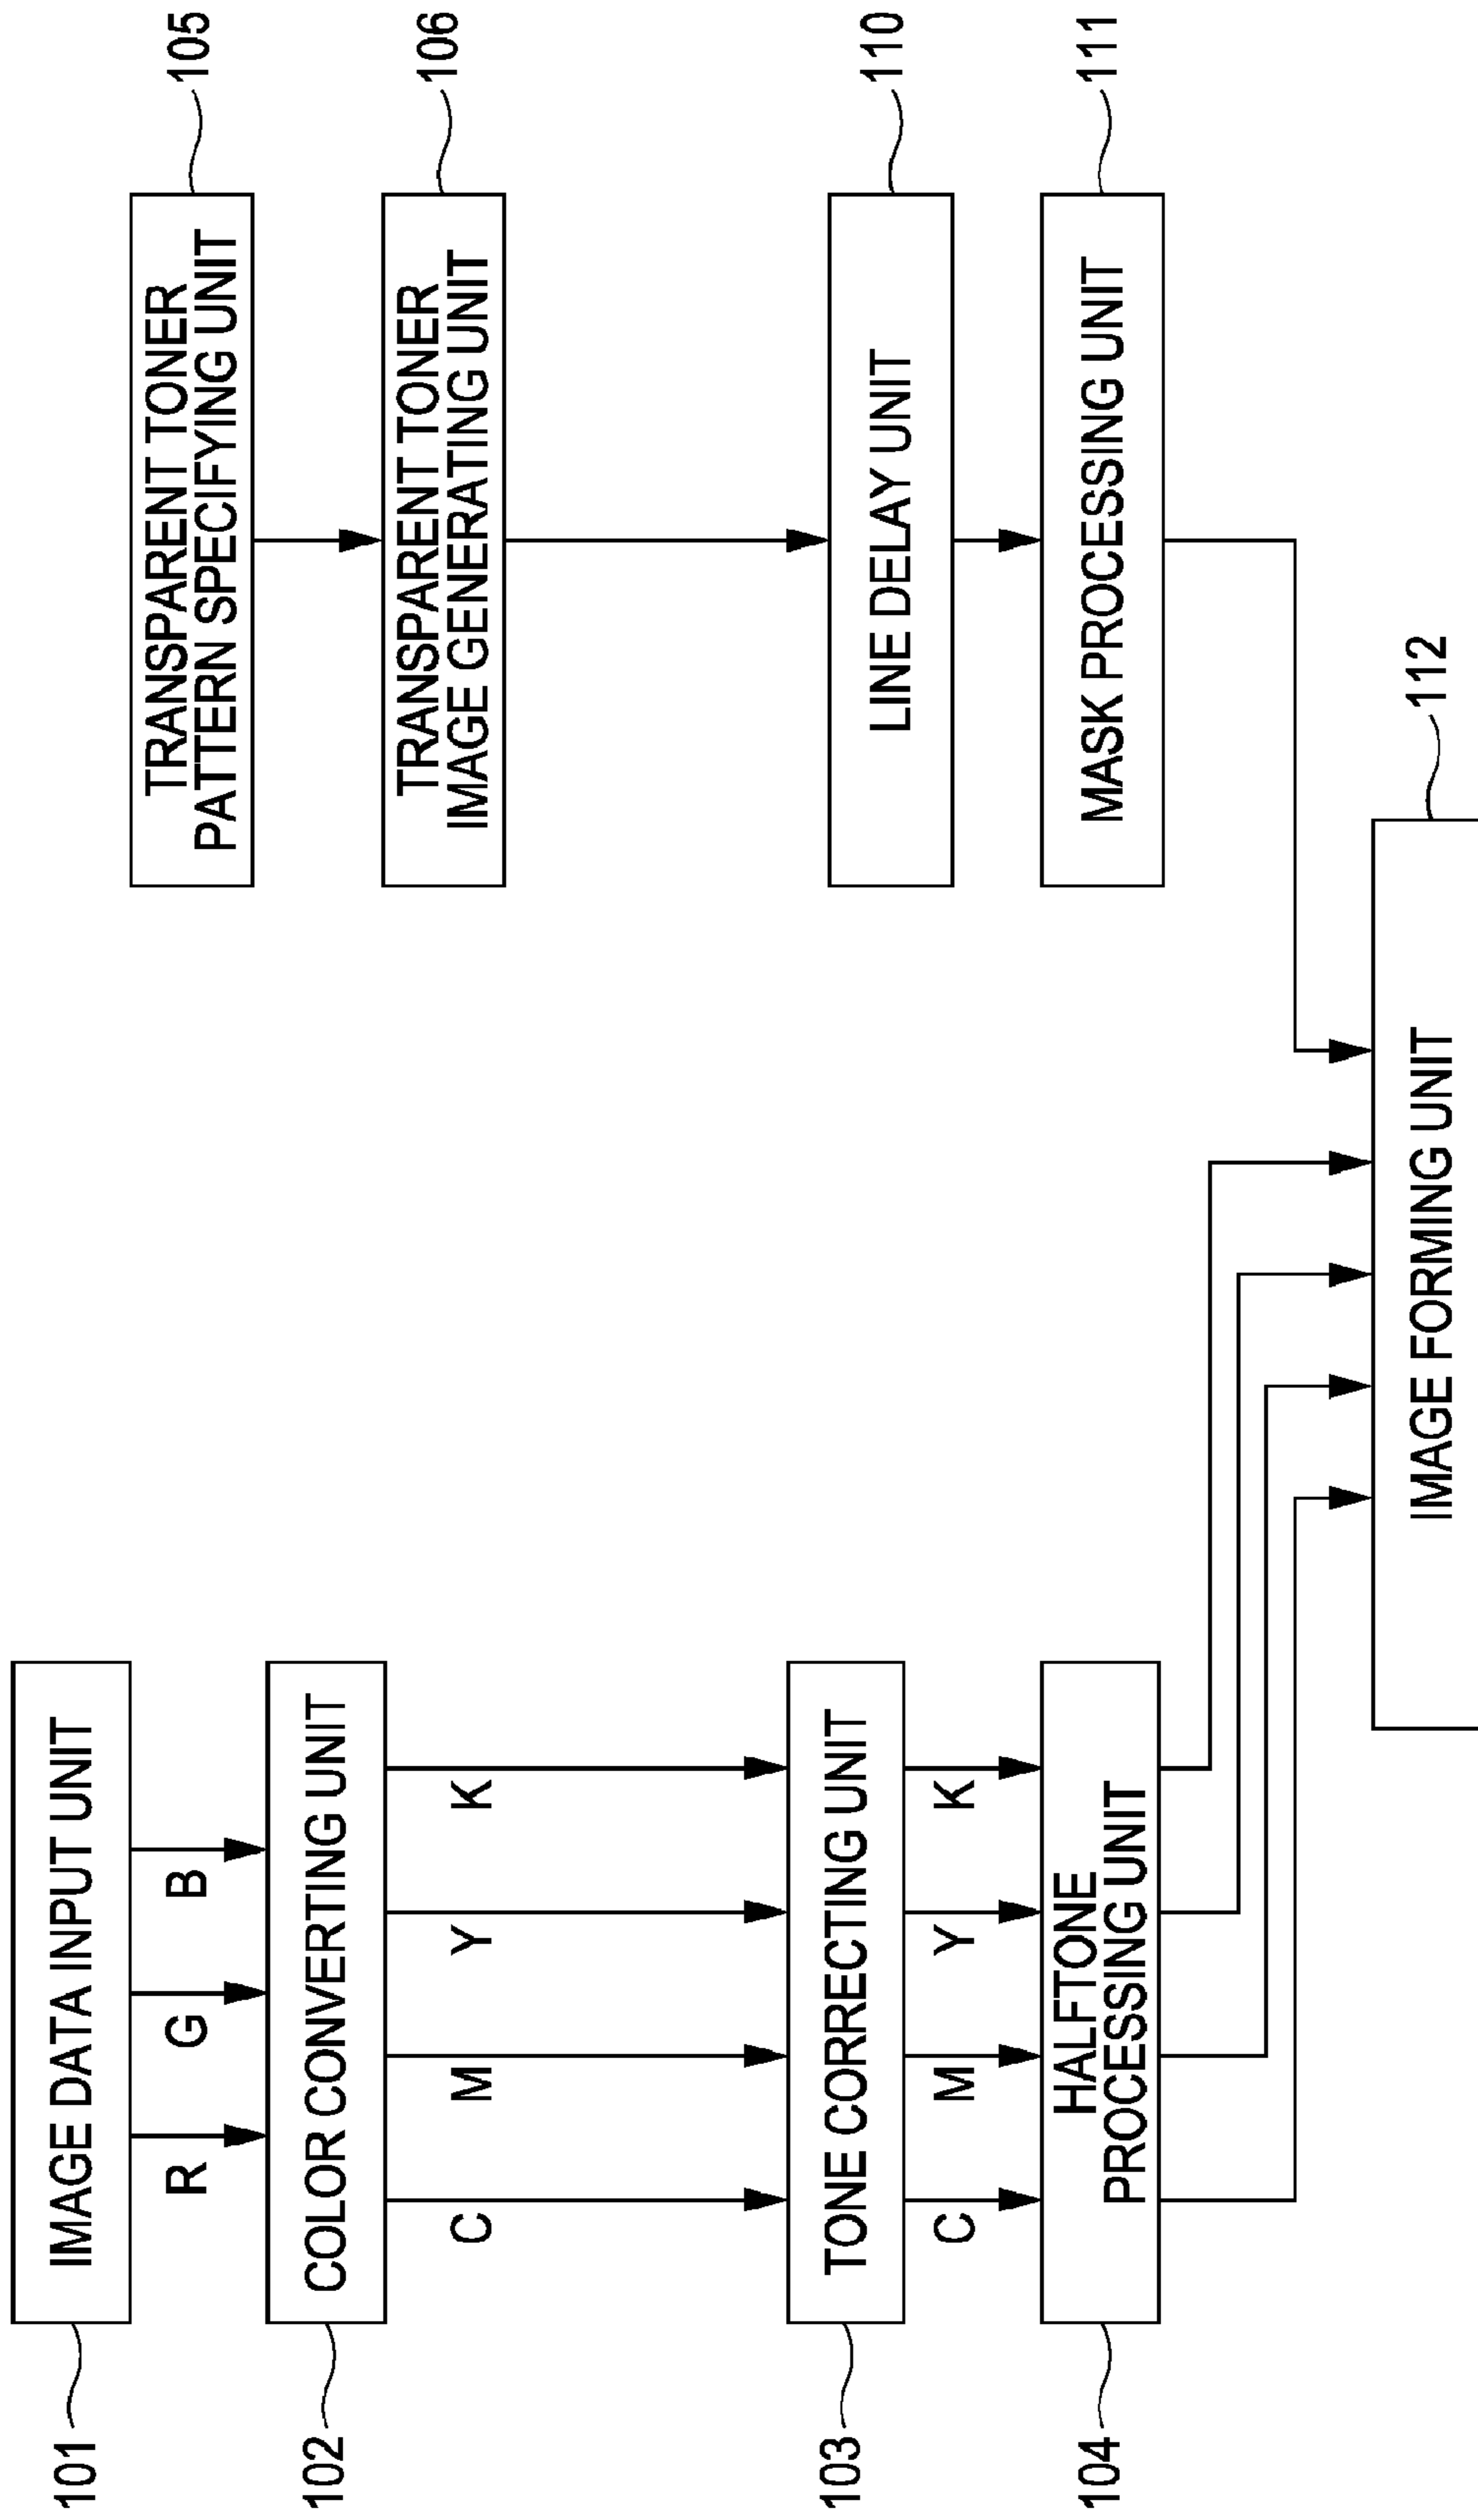 101
IMAGE DATA INPUT UNIT
R
G
B
102
COLOR CONVERTING UNIT
C
M
Y
K
103
TONE CORRECTING UNIT
C
M
Y
K
104
HALFTONE
PROCESSING UNIT
TRANSPARENT TONER
PATTERN SPECIFYING UNIT
105
TRANSPARENT TONER
IMAGE GENERATING UNIT
106
LINE DELAY UNIT
110
MASK PROCESSING UNIT
111
IMAGE FORMING UNIT
112